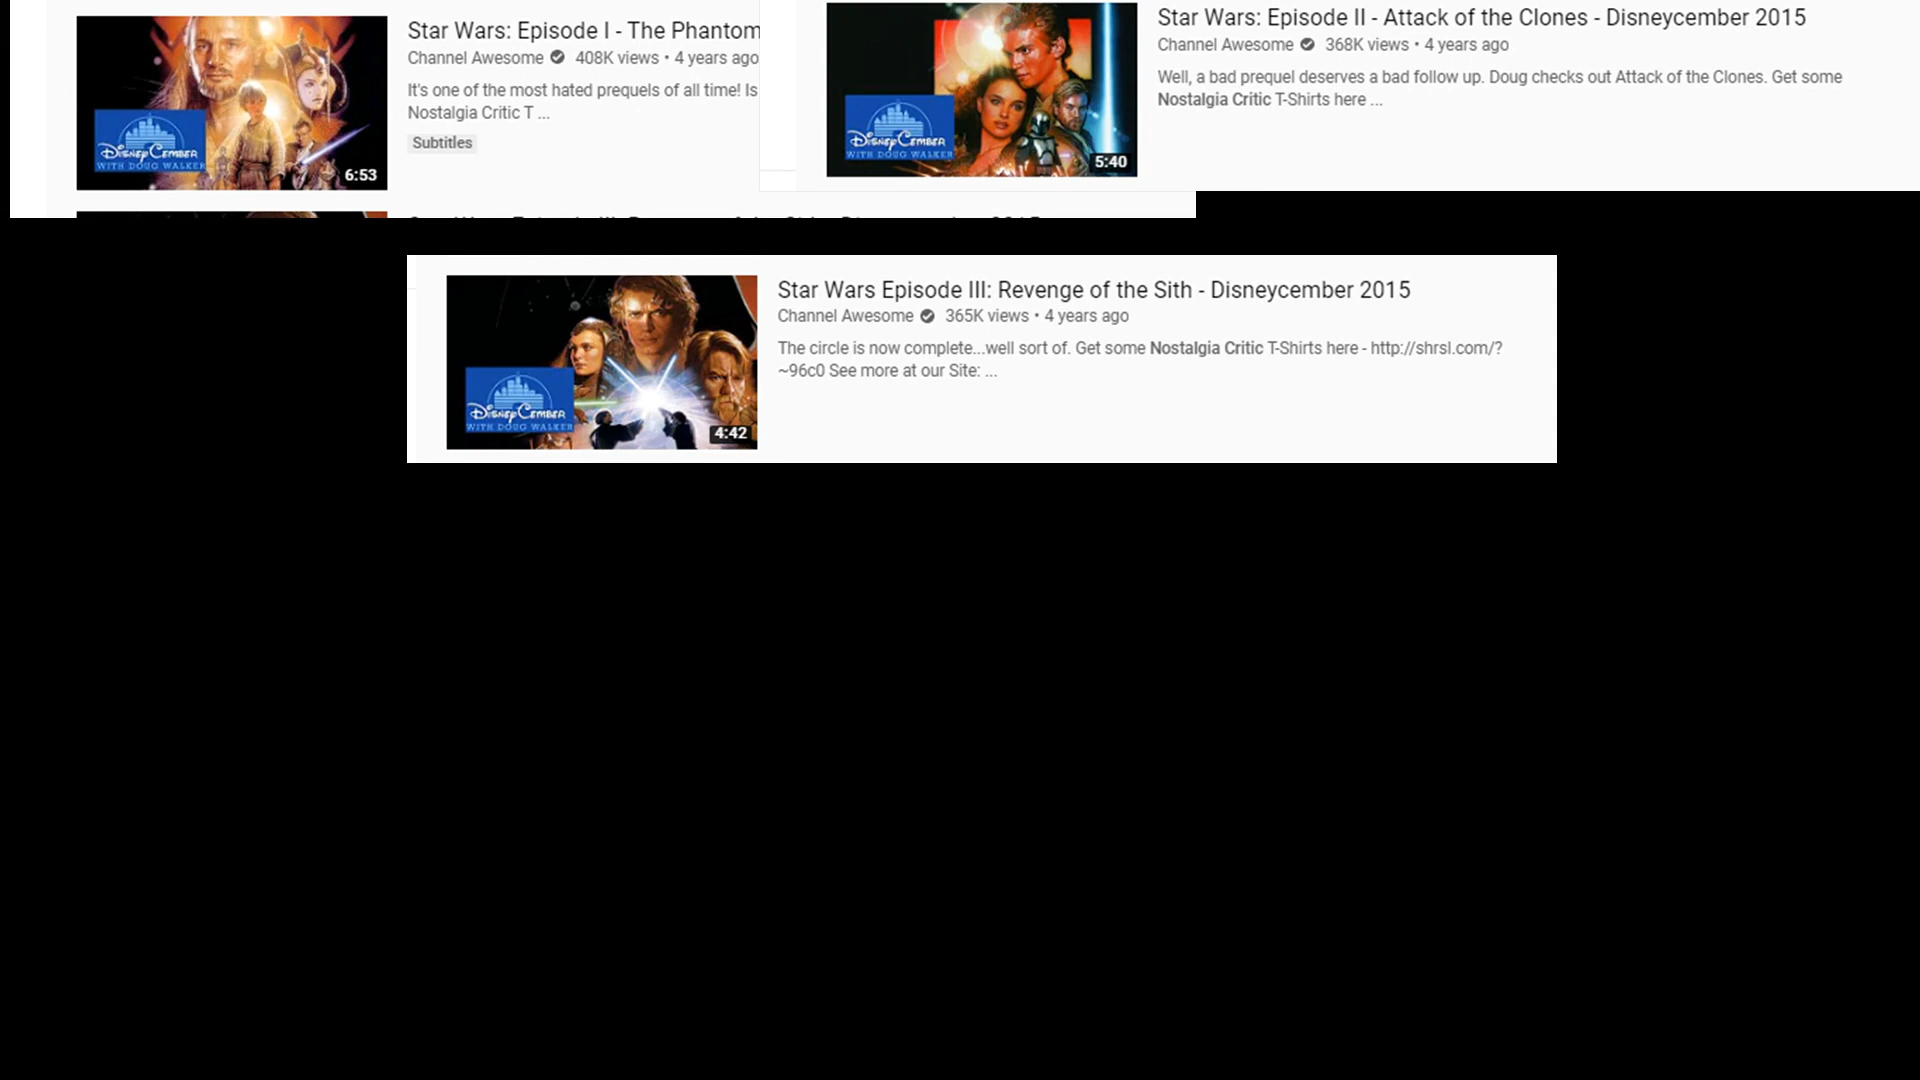 Star Wars: Episode I - The Phantom
Channel Awesome 408K views • 4 years ago
It's one of the most hated prequels of all time! Is
Nostalgia Critic T ...
Subtitles
DISNEYCEMBER
WITH DOUG WALKER
6:53
Star Wars: Episode II - Attack of the Clones - Disneycember 2015
Channel Awesome 368K views • 4 years ago
Well, a bad prequel deserves a bad follow up. Doug checks out Attack of the Clones. Get some
Nostalgia Critic T-Shirts here ...
DISNEYCEMBER
WITH DOUG WALKER
5:40
Star Wars Episode III: Revenge of the Sith - Disneycember 2015
Channel Awesome 365K views • 4 years ago
The circle is now complete...well sort of. Get some Nostalgia Critic T-Shirts here - http://shrsl.com/?
~96c0 See more at our Site: ...
DISNEYCEMBER
WITH DOUG WALKER
4:42